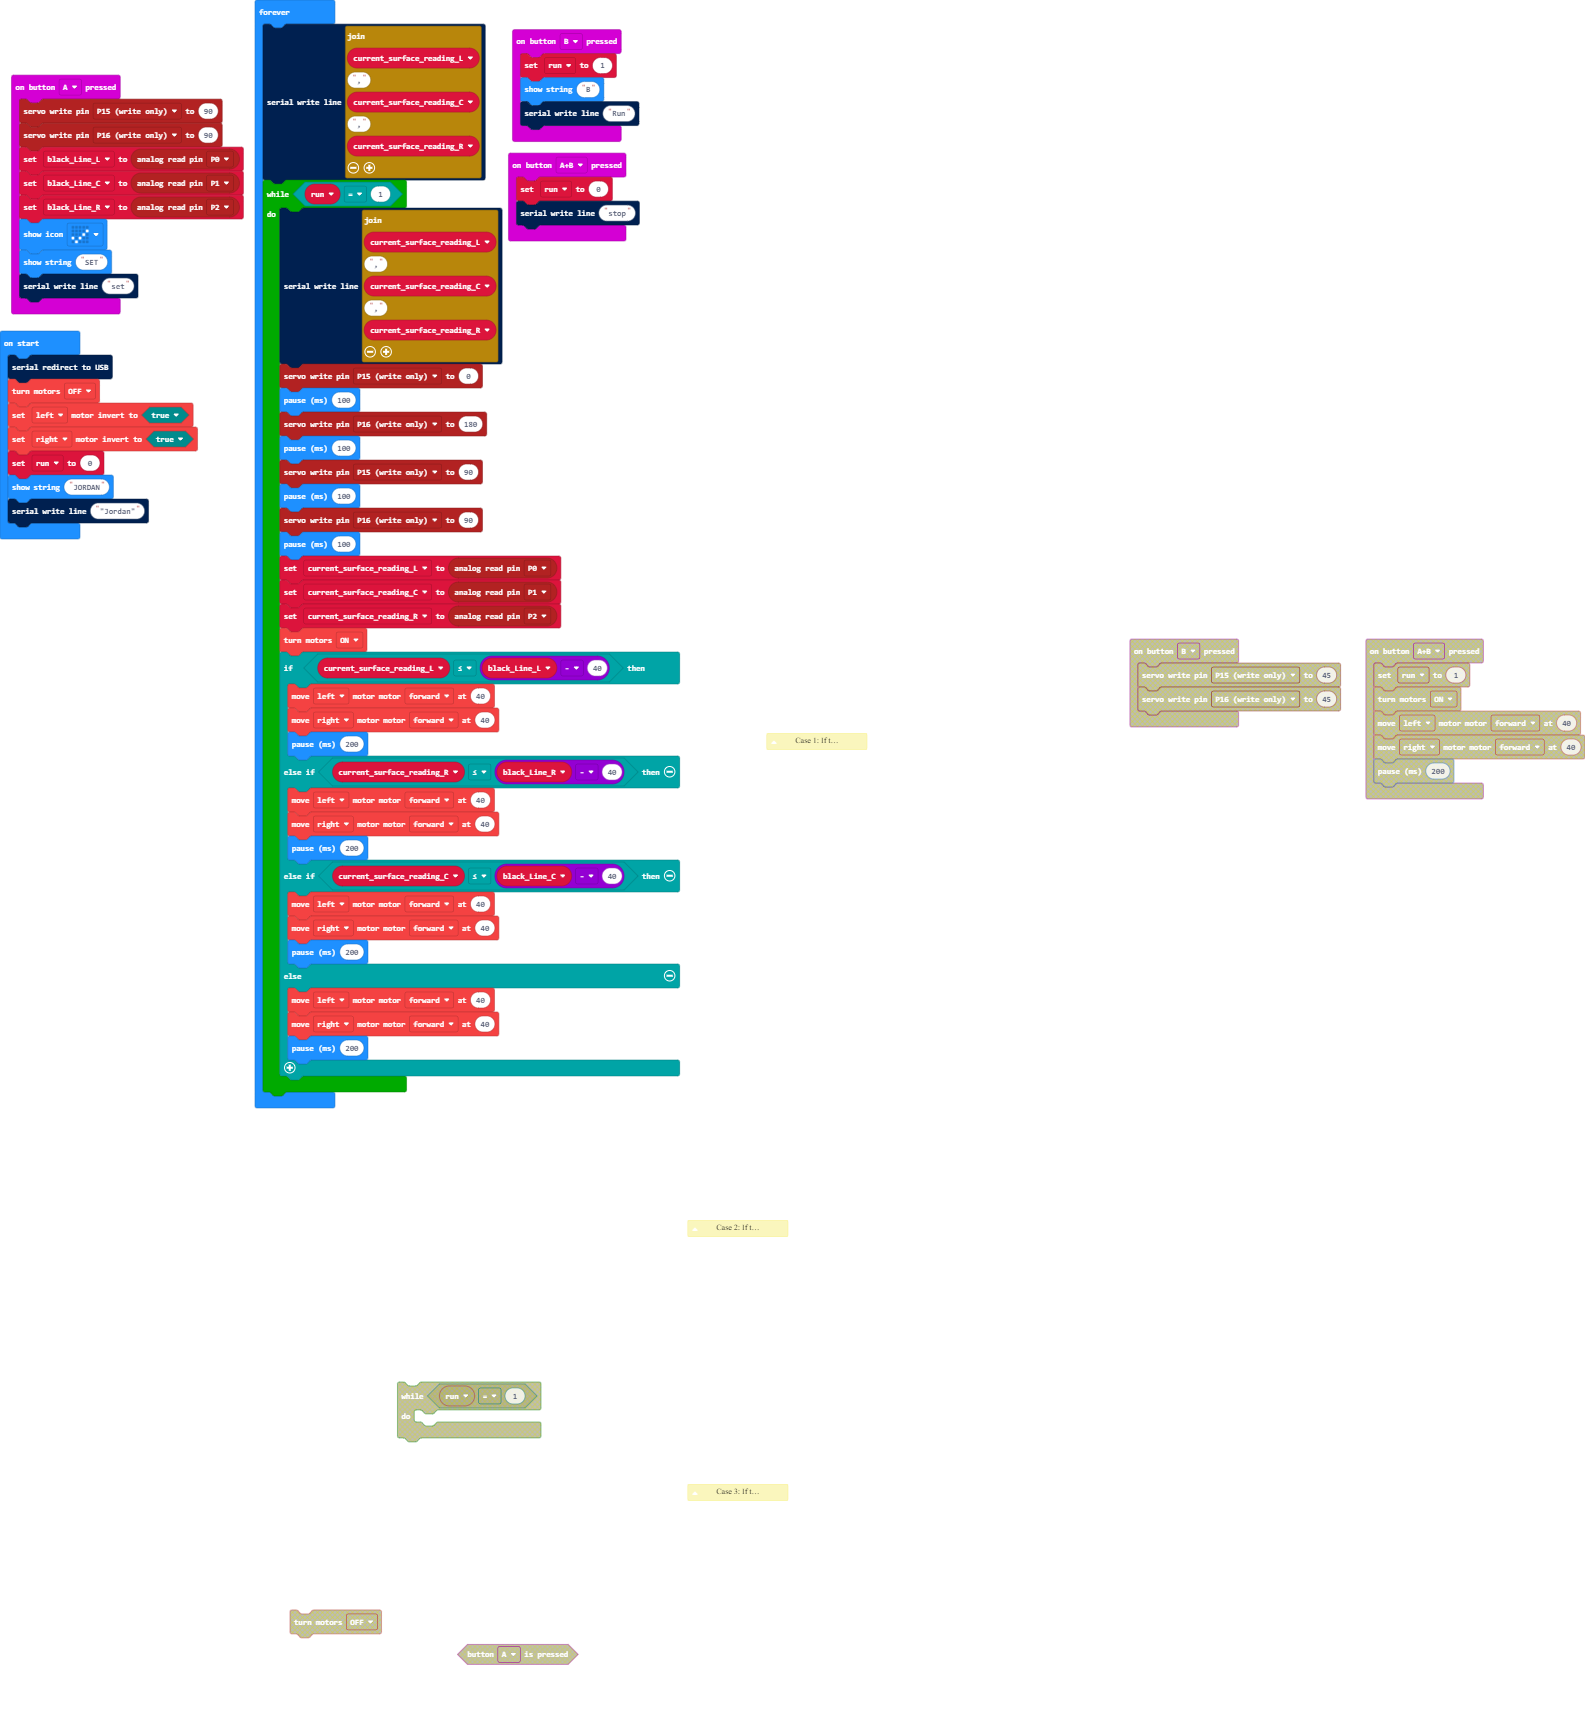 on button A pressed
servo write pin P15 (write only) to 90
servo write pin P16 (write only) to 90
set black_Line_L to analog read pin P0
set black_Line_C to analog read pin P1
set black_Line_R to analog read pin P2
show icon
show string "SET"
serial write line "set"
on start
serial redirect to USB
turn motors OFF
set left motor invert to true
set right motor invert to true
set run to 0
show string "JORDAN"
serial write line ""Jordan""
forever
serial write line
join
current_surface_reading_L
","
current_surface_reading_C
","
current_surface_reading_R
while run = 1
do
serial write line
join
current_surface_reading_L
","
current_surface_reading_C
","
current_surface_reading_R
servo write pin P15 (write only) to 0
pause (ms) 100
servo write pin P16 (write only) to 180
pause (ms) 100
servo write pin P15 (write only) to 90
pause (ms) 100
servo write pin P16 (write only) to 90
pause (ms) 100
set current_surface_reading_L to analog read pin P0
set current_surface_reading_C to analog read pin P1
set current_surface_reading_R to analog read pin P2
turn motors ON
if current_surface_reading_L ≤ black_Line_L - 40 then
move left motor motor forward at 40
move right motor motor forward at 40
pause (ms) 200
else if current_surface_reading_R ≤ black_Line_R - 40 then
move left motor motor forward at 40
move right motor motor forward at 40
pause (ms) 200
else if current_surface_reading_C ≤ black_Line_C - 40 then
move left motor motor forward at 40
move right motor motor forward at 40
pause (ms) 200
else
move left motor motor forward at 40
move right motor motor forward at 40
pause (ms) 200
on button B pressed
set run to 1
show string "B"
serial write line "Run"
on button A+B pressed
set run to 0
serial write line "stop"
on button B pressed
servo write pin P15 (write only) to 45
servo write pin P16 (write only) to 45
on button A+B pressed
set run to 1
turn motors ON
move left motor motor forward at 40
move right motor motor forward at 40
pause (ms) 200
Case 1: If t...
Case 2: If t...
while run = 1
do
Case 3: If t...
turn motors OFF
button A is pressed